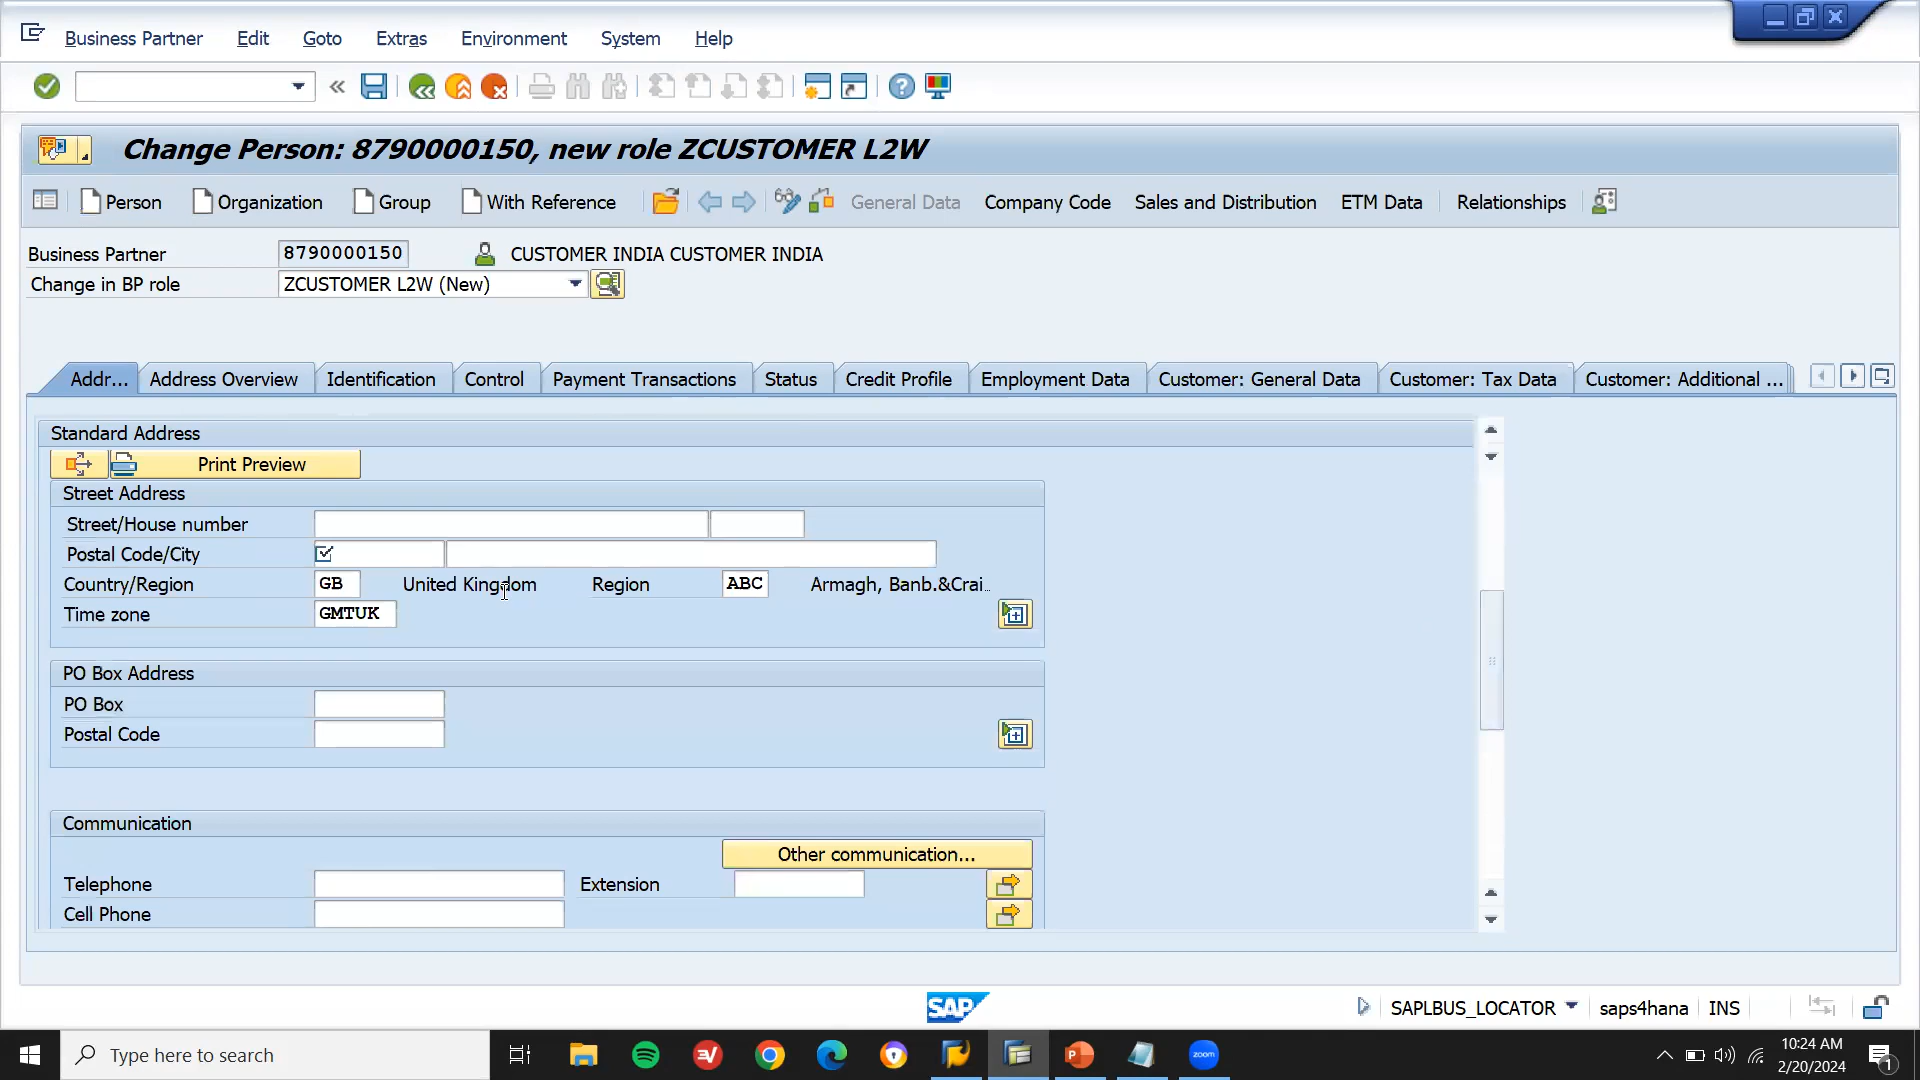 Business Partner Edit Goto Extras Environment System Help
Change Person: 8790000150, new role ZCUSTOMER L2W
Person Organization Group With Reference General Data Company Code Sales and Distribution ETM Data Relationships
Business Partner 8790000150 CUSTOMER INDIA CUSTOMER INDIA
Change in BP role ZCUSTOMER L2W (New)
Addr... Address Overview Identification Control Payment Transactions Status Credit Profile Employment Data Customer: General Data Customer: Tax Data Customer: Additional ...
Standard Address
Print Preview
Street Address
Street/House number
Postal Code/City
Country/Region GB United Kingdom Region ABC Armagh, Banb.&Crai...
Time zone GMTUK
PO Box Address
PO Box
Postal Code
Communication
Other communication...
Telephone Extension
Cell Phone
SAP SAPLBUS_LOCATOR saps4hana INS
Type here to search
zoom
10:24 AM
2/20/2024
1